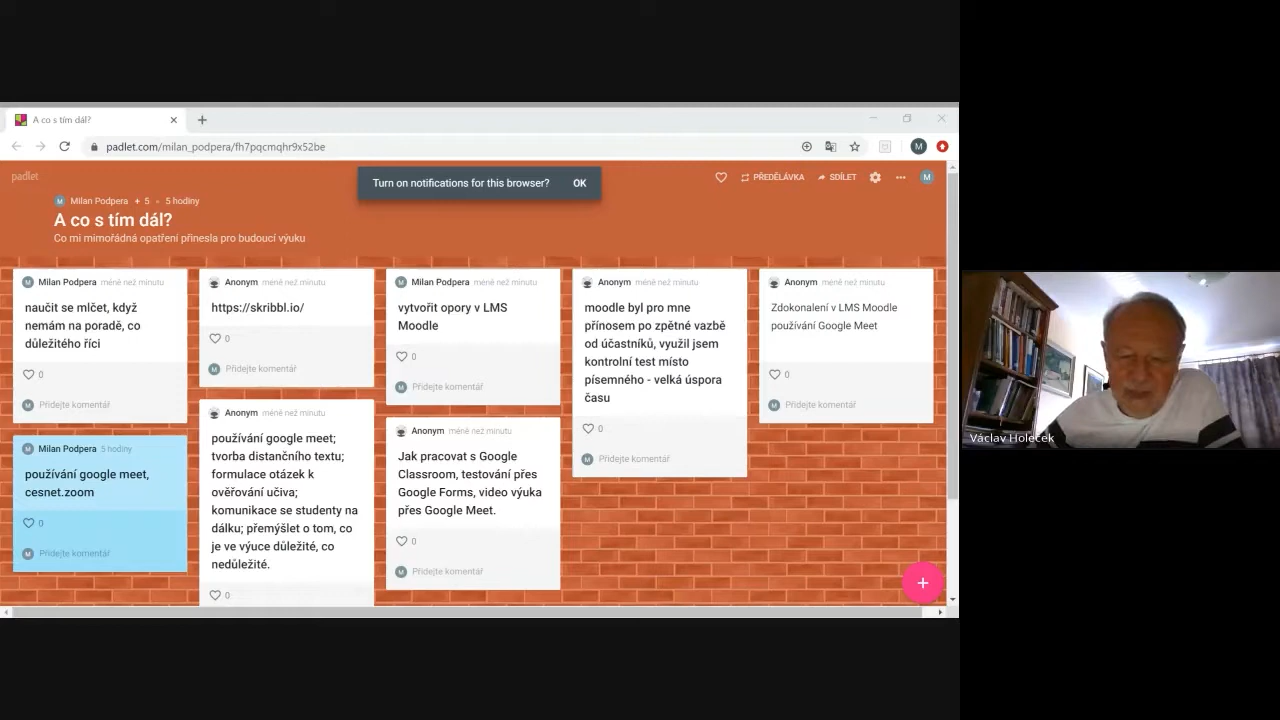 A co s tím dál?
padlet.com/milan_podpera/fh7pqcmqhr9x52be
M
padlet
Turn on notifications for this browser?
OK
PŘEDĚLÁVKA
SDÍLET
M
M
Milan Podpera + 5 • 5 hodiny
A co s tím dál?
Co mi mimořádná opatření přinesla pro budoucí výuku
M
Milan Podpera méně než minutu
naučit se mlčet, když
nemám na poradě, co
důležitého říci
0
M
Přidejte komentář
M
Milan Podpera 5 hodiny
používání google meet,
cesnet.zoom
0
M
Přidejte komentář
Anonym méně než minutu
https://skribbl.io/
0
M
Přidejte komentář
Anonym méně než minutu
používání google meet;
tvorba distančního textu;
formulace otázek k
ověřování učiva;
komunikace se studenty na
dálku; přemýšlet o tom, co
je ve výuce důležité, co
nedůležité.
0
M
Milan Podpera méně než minutu
vytvořit opory v LMS
Moodle
0
M
Přidejte komentář
Anonym méně než minutu
Jak pracovat s Google
Classroom, testování přes
Google Forms, video výuka
přes Google Meet.
0
M
Přidejte komentář
Anonym méně než minutu
moodle byl pro mne
přínosem po zpětné vazbě
od účastníků, využil jsem
kontrolní test místo
písemného - velká úspora
času
0
M
Přidejte komentář
Anonym méně než minutu
Zdokonalení v LMS Moodle
používání Google Meet
0
M
Přidejte komentář
Václav Holeček